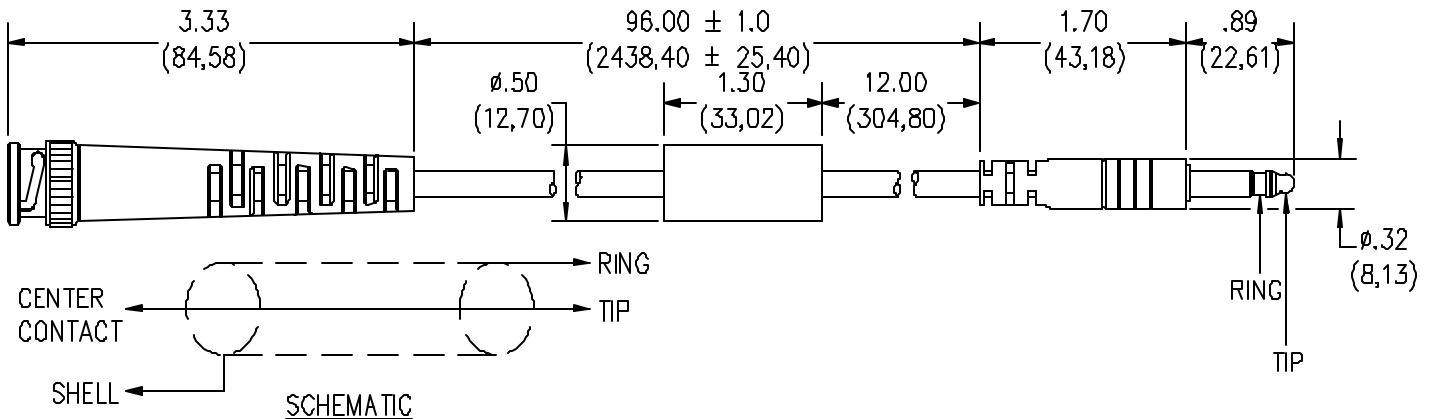 3.33
(84,58)
96.00 ± 1.0
(2438,40 ± 25,40)
1.70
(43,18)
.89
(22,61)
ø.50
(12,70)
1.30
(33,02)
12.00
(304,80)
ø.32
(8,13)
RING
TIP
RING
TIP
CENTER
CONTACT
SHELL
SCHEMATIC